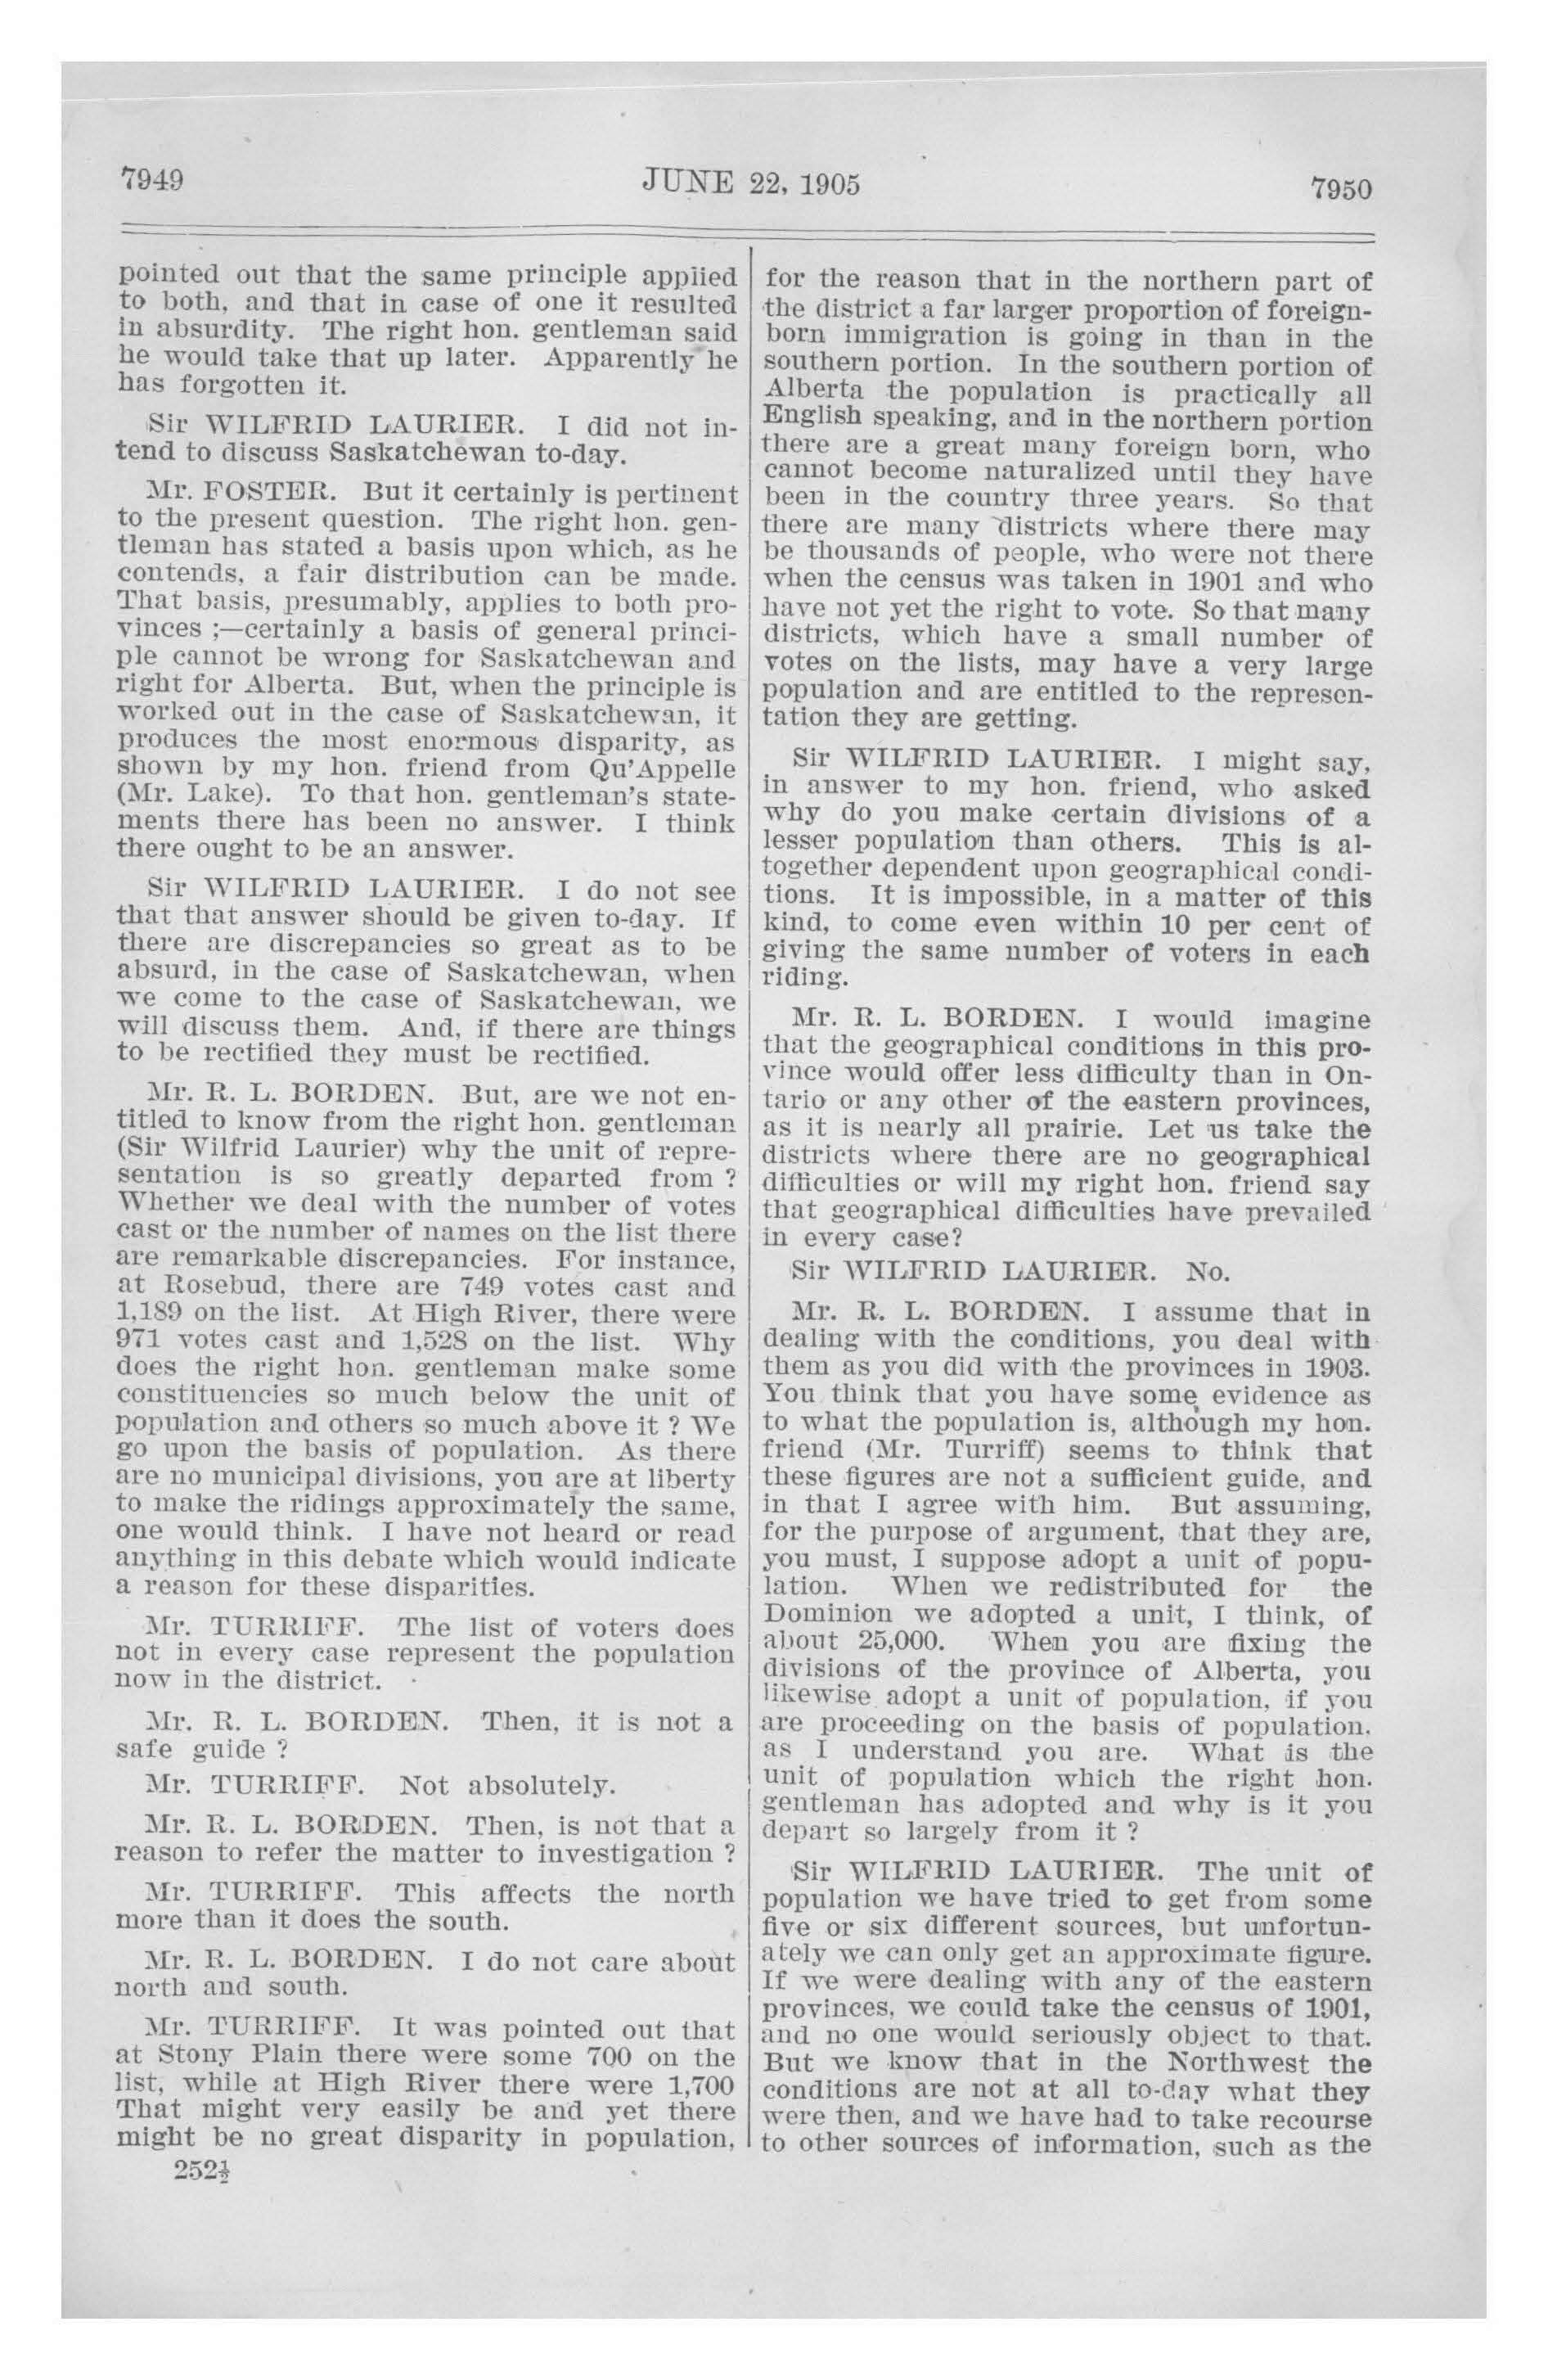 7949
JUNE 22, 1905
7950
pointed out that the same principle applied
to both, and that in case of one it resulted
in absurdity. The right hon. gentleman said
he would take that up later. Apparently he
has forgotten it.
Sir WILFRID LAURIER. I did not in-
tend to discuss Saskatchewan to-day.
Mr. FOSTER. But it certainly is pertinent
to the present question. The right hon. gen-
tleman has stated a basis upon which, as he
contends, a fair distribution can be made.
That basis, presumably, applies to both pro-
vinces ;—certainly a basis of general princi-
ple cannot be wrong for Saskatchewan and
right for Alberta. But, when the principle is
worked out in the case of Saskatchewan, it
produces the most enormous disparity, as
shown by my hon. friend from Qu'Appelle
(Mr. Lake). To that hon. gentleman's state-
ments there has been no answer. I think
there ought to be an answer.
Sir WILFRID LAURIER. I do not see
that that answer should be given to-day. If
there are discrepancies so great as to be
absurd, in the case of Saskatchewan, when
we come to the case of Saskatchewan, we
will discuss them. And, if there are things
to be rectified they must be rectified.
Mr. R. L. BORDEN. But, are we not en-
titled to know from the right hon. gentleman
(Sir Wilfrid Laurier) why the unit of repre-
sentation is so greatly departed from ?
Whether we deal with the number of votes
cast or the number of names on the list there
are remarkable discrepancies. For instance,
at Rosebud, there are 749 votes cast and
1,189 on the list. At High River, there were
971 votes cast and 1,528 on the list. Why
does the right hon. gentleman make some
constituencies so much below the unit of
population and others so much above it ? We
go upon the basis of population. As there
are no municipal divisions, you are at liberty
to make the ridings approximately the same,
one would think. I have not heard or read
anything in this debate which would indicate
a reason for these disparities.
Mr. TURRIFF. The list of voters does
not in every case represent the population
now in the district.
Mr. R. L. BORDEN. Then, it is not a
safe guide ?
Mr. TURRIFF. Not absolutely.
Mr. R. L. BORDEN. Then, is not that a
reason to refer the matter to investigation ?
Mr. TURRIFF. This affects the north
more than it does the south.
Mr. R. L. BORDEN. I do not care about
north and south.
Mr. TURRIFF. It was pointed out that
at Stony Plain there were some 700 on the
list, while at High River there were 1,700
That might very easily be and yet there
might be no great disparity in population,
252½
for the reason that in the northern part of
the district a far larger proportion of foreign-
born immigration is going in than in the
southern portion. In the southern portion of
Alberta the population is practically all
English speaking, and in the northern portion
there are a great many foreign born, who
cannot become naturalized until they have
been in the country three years. So that
there are many districts where there may
be thousands of people, who were not there
when the census was taken in 1901 and who
have not yet the right to vote. So that many
districts, which have a small number of
votes on the lists, may have a very large
population and are entitled to the represen-
tation they are getting.
Sir WILFRID LAURIER. I might say,
in answer to my hon. friend, who asked
why do you make certain divisions of a
lesser population than others. This is al-
together dependent upon geographical condi-
tions. It is impossible, in a matter of this
kind, to come even within 10 per cent of
giving the same number of voters in each
riding.
Mr. R. L. BORDEN. I would imagine
that the geographical conditions in this pro-
vince would offer less difficulty than in On-
tario or any other of the eastern provinces,
as it is nearly all prairie. Let us take the
districts where there are no geographical
difficulties or will my right hon. friend say
that geographical difficulties have prevailed
in every case?
Sir WILFRID LAURIER. No.
Mr. R. L. BORDEN. I assume that in
dealing with the conditions, you deal with
them as you did with the provinces in 1903.
You think that you have some evidence as
to what the population is, although my hon.
friend (Mr. Turriff) seems to think that
these figures are not a sufficient guide, and
in that I agree with him. But assuming,
for the purpose of argument, that they are,
you must, I suppose adopt a unit of popu-
lation. When we redistributed for the
Dominion we adopted a unit, I think, of
about 25,000. When you are fixing the
divisions of the province of Alberta, you
likewise adopt a unit of population, if you
are proceeding on the basis of population,
as I understand you are. What is the
unit of population which the right hon.
gentleman has adopted and why is it you
depart so largely from it ?
Sir WILFRID LAURIER. The unit of
population we have tried to get from some
five or six different sources, but unfortun-
ately we can only get an approximate figure.
If we were dealing with any of the eastern
provinces, we could take the census of 1901,
and no one would seriously object to that.
But we know that in the Northwest the
conditions are not at all to-day what they
were then, and we have had to take recourse
to other sources of information, such as the